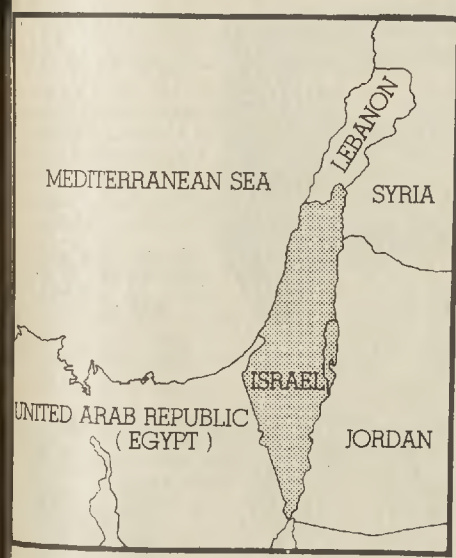 LEBANON
MEDITERRANEAN SEA
SYRIA
ISRAEL
UNITED ARAB REPUBLIC
( EGYPT )
JORDAN